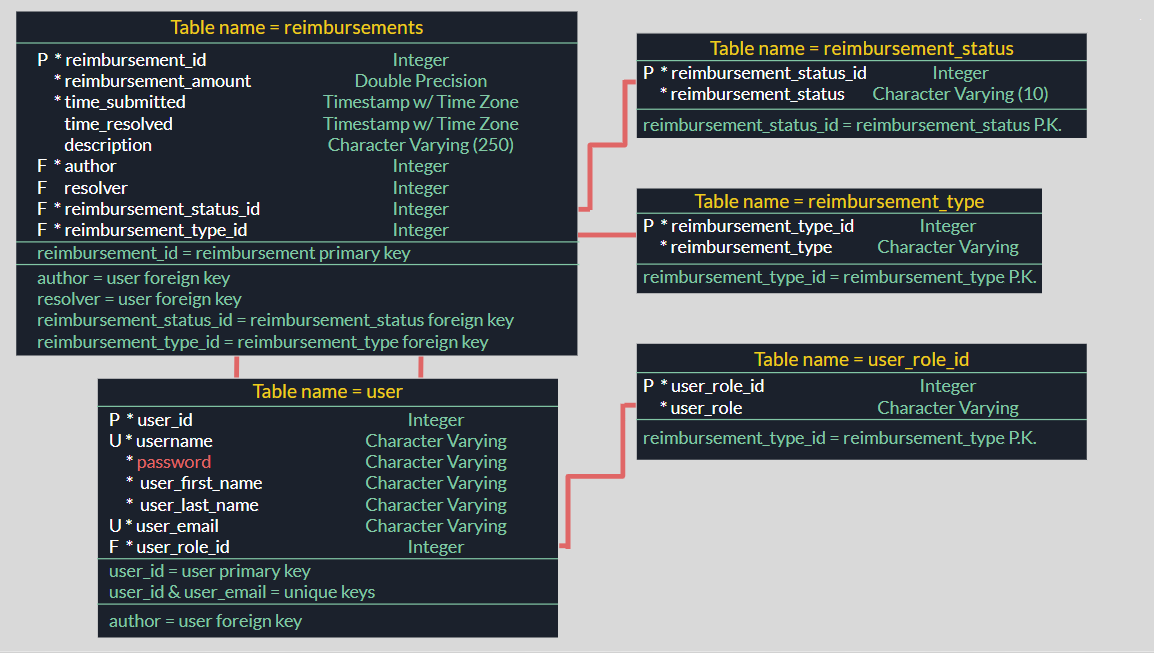 Table name = reimbursements
P * reimbursement_id Integer
* reimbursement_amount Double Precision
* time_submitted Timestamp w/ Time Zone
time_resolved Timestamp w/ Time Zone
description Character Varying (250)
F * author Integer
F resolver Integer
F * reimbursement_status_id Integer
F * reimbursement_type_id Integer
reimbursement_id = reimbursement primary key
author = user foreign key
resolver = user foreign key
reimbursement_status_id = reimbursement_status foreign key
reimbursement_type_id = reimbursement_type foreign key
Table name = reimbursement_status
P * reimbursement_status_id Integer
* reimbursement_status Character Varying (10)
reimbursement_status_id = reimbursement_status P.K.
Table name = reimbursement_type
P * reimbursement_type_id Integer
* reimbursement_type Character Varying
reimbursement_type_id = reimbursement_type P.K.
Table name = user
P * user_id Integer
U * username Character Varying
* password Character Varying
* user_first_name Character Varying
* user_last_name Character Varying
U * user_email Character Varying
F * user_role_id Integer
user_id = user primary key
user_id & user_email = unique keys
author = user foreign key
Table name = user_role_id
P * user_role_id Integer
* user_role Character Varying
reimbursement_type_id = reimbursement_type P.K.